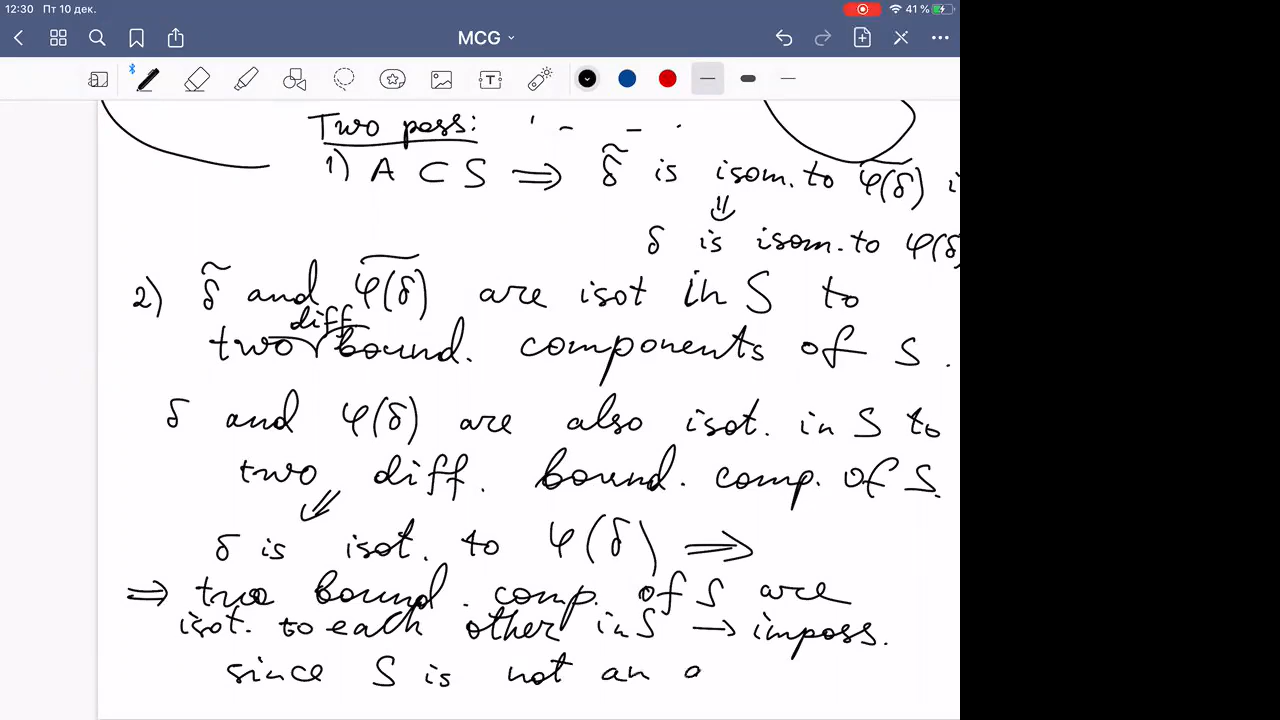 12:30 Пт 10 дек.
41 %
MCG
Two poss:
1) A ⊂ S ⟹ δ̃ is isom. to φ(δ)~ i
⇓
δ is isom. to φ(δ)
2) δ̃ and φ(δ)~ are isot in S to
diff
two bound. components of S.
δ and φ(δ) are also isot. in S to
two diff. bound. comp. of S.
⇙
δ is isot. to φ(δ) ⟹
⟹ two bound. comp. of S are
isot. to each other in S → imposs.
since S is not an a